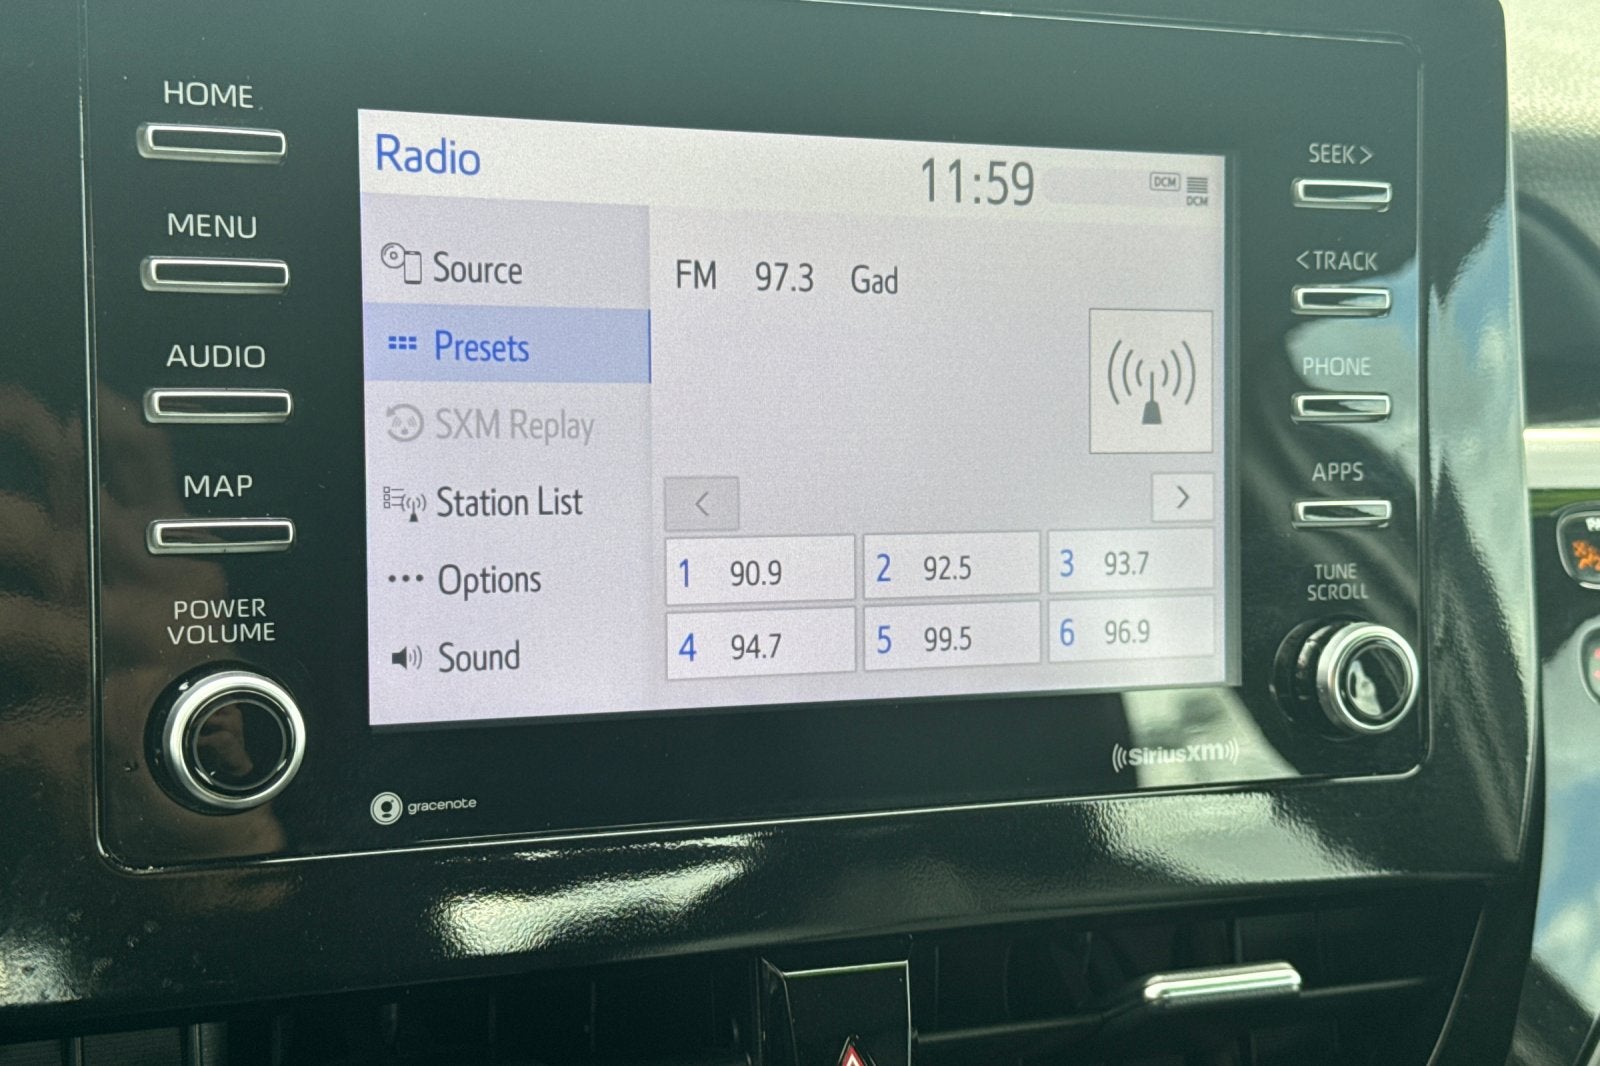 HOME
MENU
AUDIO
MAP
POWER
VOLUME
Radio
11:59
DCM
DCM
Source
Presets
SXM Replay
Station List
Options
Sound
FM 97.3 Gad
<
>
1 90.9
2 92.5
3 93.7
4 94.7
5 99.5
6 96.9
SEEK >
< TRACK
PHONE
APPS
TUNE
SCROLL
gracenote
SiriusXM